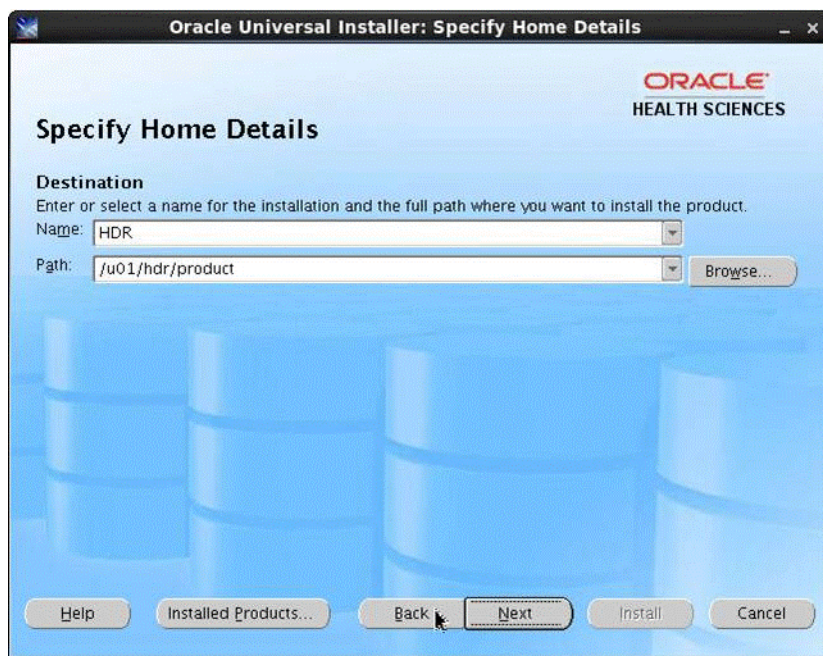 Oracle Universal Installer: Specify Home Details
ORACLE
HEALTH SCIENCES
Specify Home Details
Destination
Enter or select a name for the installation and the full path where you want to install the product.
Name: HDR
Path: /u01/hdr/product Browse...
Help Installed Products... Back Next Install Cancel